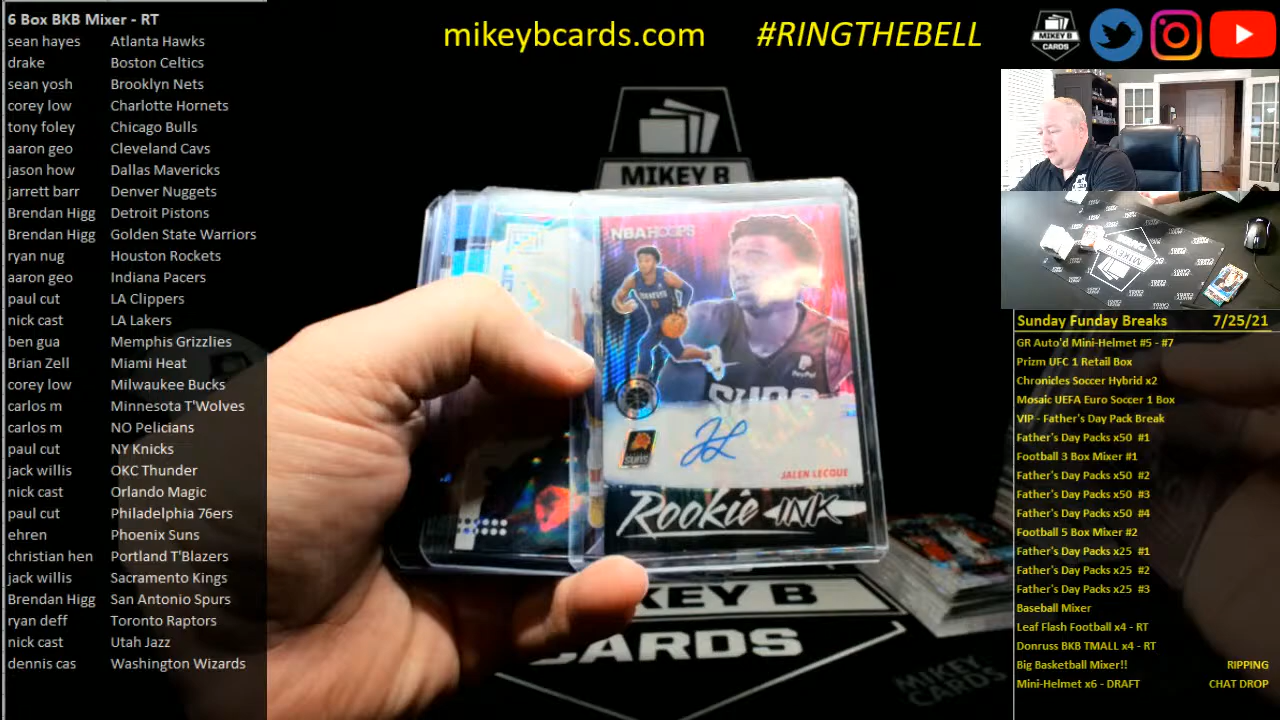 6 Box BKB Mixer - RT
sean hayes Atlanta Hawks
drake Boston Celtics
sean yosh Brooklyn Nets
corey low Charlotte Hornets
tony foley Chicago Bulls
aaron geo Cleveland Cavs
jason how Dallas Mavericks
jarrett barr Denver Nuggets
Brendan Higg Detroit Pistons
Brendan Higg Golden State Warriors
ryan nug Houston Rockets
aaron geo Indiana Pacers
paul cut LA Clippers
nick cast LA Lakers
ben gua Memphis Grizzlies
Brian Zell Miami Heat
corey low Milwaukee Bucks
carlos m Minnesota T'Wolves
carlos m NO Pelicians
paul cut NY Knicks
jack willis OKC Thunder
nick cast Orlando Magic
paul cut Philadelphia 76ers
ehren Phoenix Suns
christian hen Portland T'Blazers
jack willis Sacramento Kings
Brendan Higg San Antonio Spurs
ryan deff Toronto Raptors
nick cast Utah Jazz
dennis cas Washington Wizards
mikeybcards.com #RINGTHEBELL
MIKEY B
CARDS
MIKEY B
NBA HOOPS
PayPal
SUNS
SUNS
JALEN LECQUE
Rookie INK
KEY B
CARDS
MIKEY
CARDS
MIKEY B
Sunday Funday Breaks 7/25/21
GR Auto'd Mini-Helmet #5 - #7
Prizm UFC 1 Retail Box
Chronicles Soccer Hybrid x2
Mosaic UEFA Euro Soccer 1 Box
VIP - Father's Day Pack Break
Father's Day Packs x50 #1
Football 3 Box Mixer #1
Father's Day Packs x50 #2
Father's Day Packs x50 #3
Father's Day Packs x50 #4
Football 5 Box Mixer #2
Father's Day Packs x25 #1
Father's Day Packs x25 #2
Father's Day Packs x25 #3
Baseball Mixer
Leaf Flash Football x4 - RT
Donruss BKB TMALL x4 - RT
Big Basketball Mixer!! RIPPING
Mini-Helmet x6 - DRAFT CHAT DROP